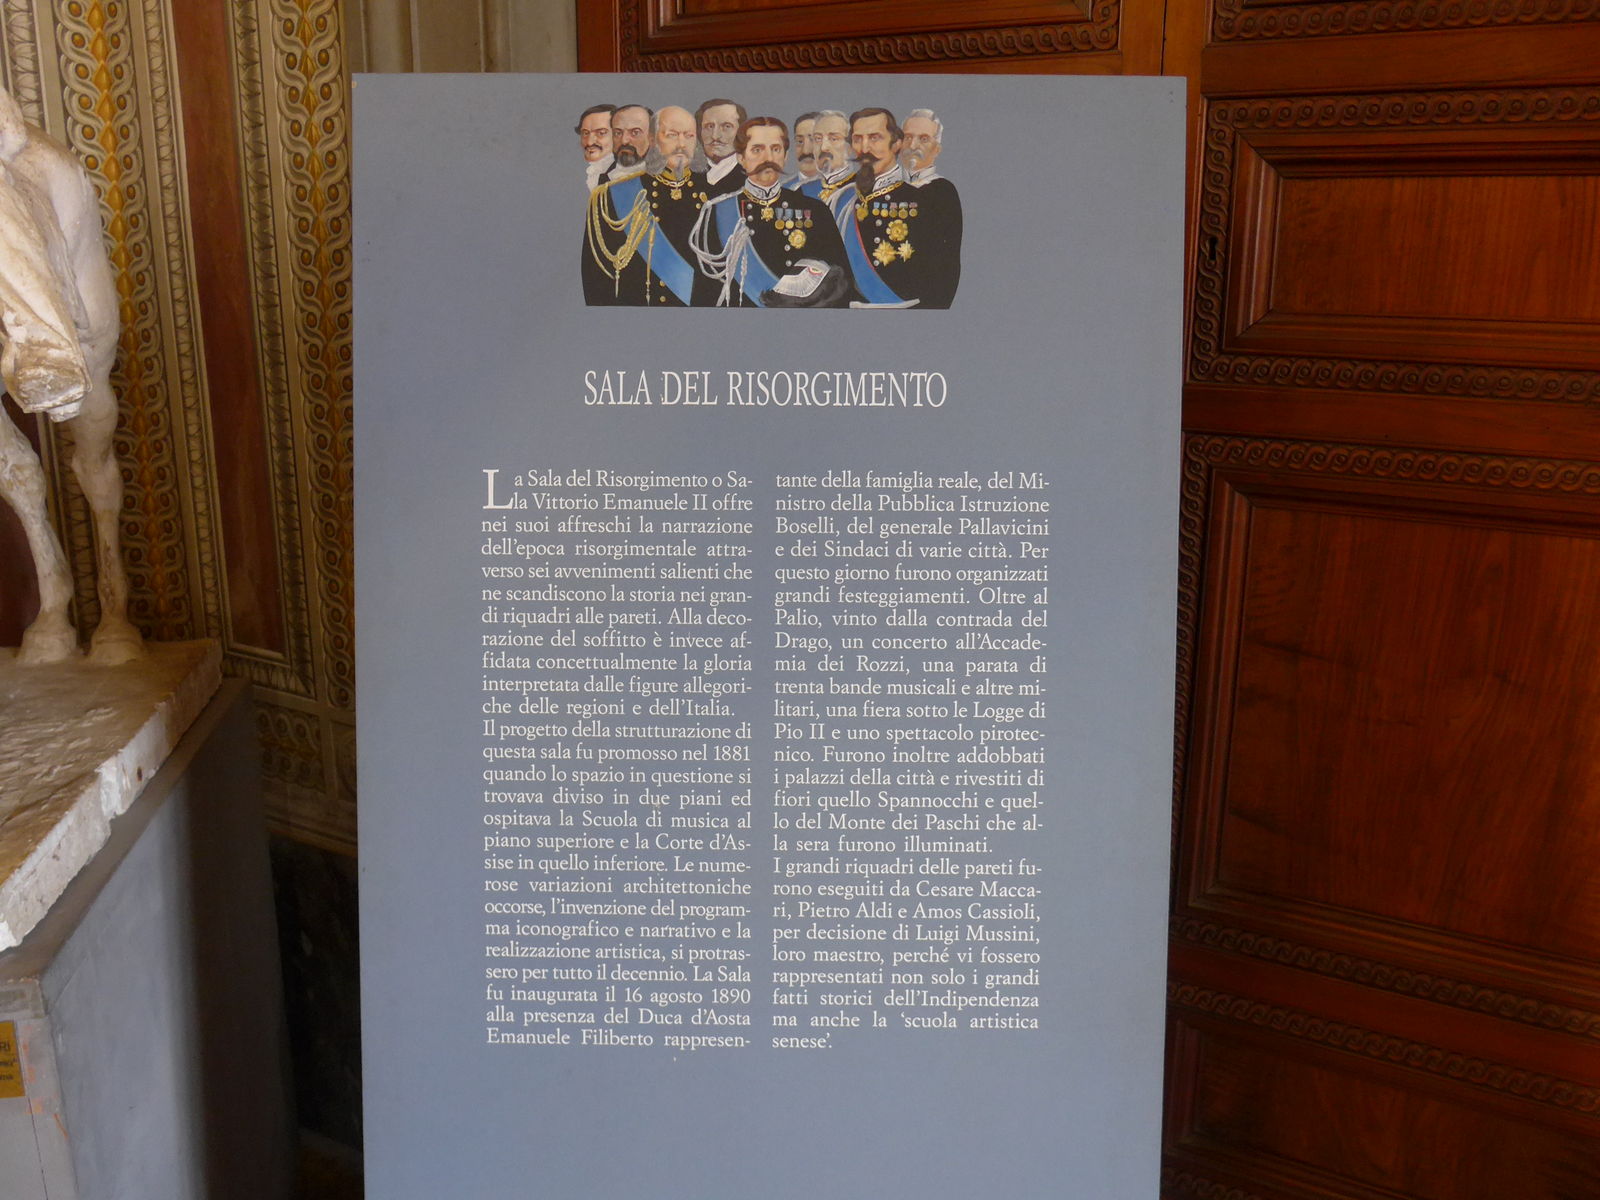 SALA DEL RISORGIMENTO
La Sala del Risorgimento o Sa-
la Vittorio Emanuele II offre
nei suoi affreschi la narrazione
dell'epoca risorgimentale attra-
verso sei avvenimenti salienti che
ne scandiscono la storia nei gran-
di riquadri alle pareti. Alla deco-
razione del soffitto è invece af-
fidata concettualmente la gloria
interpretata dalle figure allegori-
che delle regioni e dell'Italia.
Il progetto della strutturazione di
questa sala fu promosso nel 1881
quando lo spazio in questione si
trovava diviso in due piani ed
ospitava la Scuola di musica al
piano superiore e la Corte d'As-
sise in quello inferiore. Le nume-
rose variazioni architettoniche
occorse, l'invenzione del program-
ma iconografico e narrativo e la
realizzazione artistica, si protras-
sero per tutto il decennio. La Sala
fu inaugurata il 16 agosto 1890
alla presenza del Duca d'Aosta
Emanuele Filiberto rappresen-
tante della famiglia reale, del Mi-
nistro della Pubblica Istruzione
Boselli, del generale Pallavicini
e dei Sindaci di varie città. Per
questo giorno furono organizzati
grandi festeggiamenti. Oltre al
Palio, vinto dalla contrada del
Drago, un concerto all'Accade-
mia dei Rozzi, una parata di
trenta bande musicali e altre mi-
litari, una fiera sotto le Logge di
Pio II e uno spettacolo pirotec-
nico. Furono inoltre addobbati
i palazzi della città e rivestiti di
fiori quello Spannocchi e quel-
lo del Monte dei Paschi che al-
la sera furono illuminati.
I grandi riquadri delle pareti fu-
rono eseguiti da Cesare Macca-
ri, Pietro Aldi e Amos Cassioli,
per decisione di Luigi Mussini,
loro maestro, perché vi fossero
rappresentati non solo i grandi
fatti storici dell'Indipendenza
ma anche la 'scuola artistica
senese'.